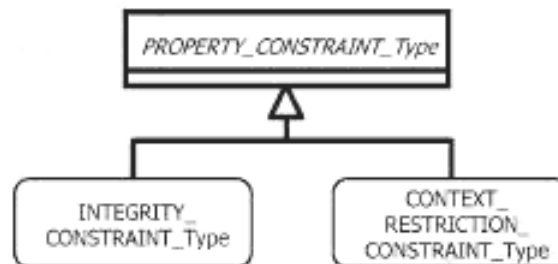 PROPERTY_CONSTRAINT_Type
INTEGRITY_
CONSTRAINT_Type
CONTEXT_
RESTRICTION_
CONSTRAINT_Type